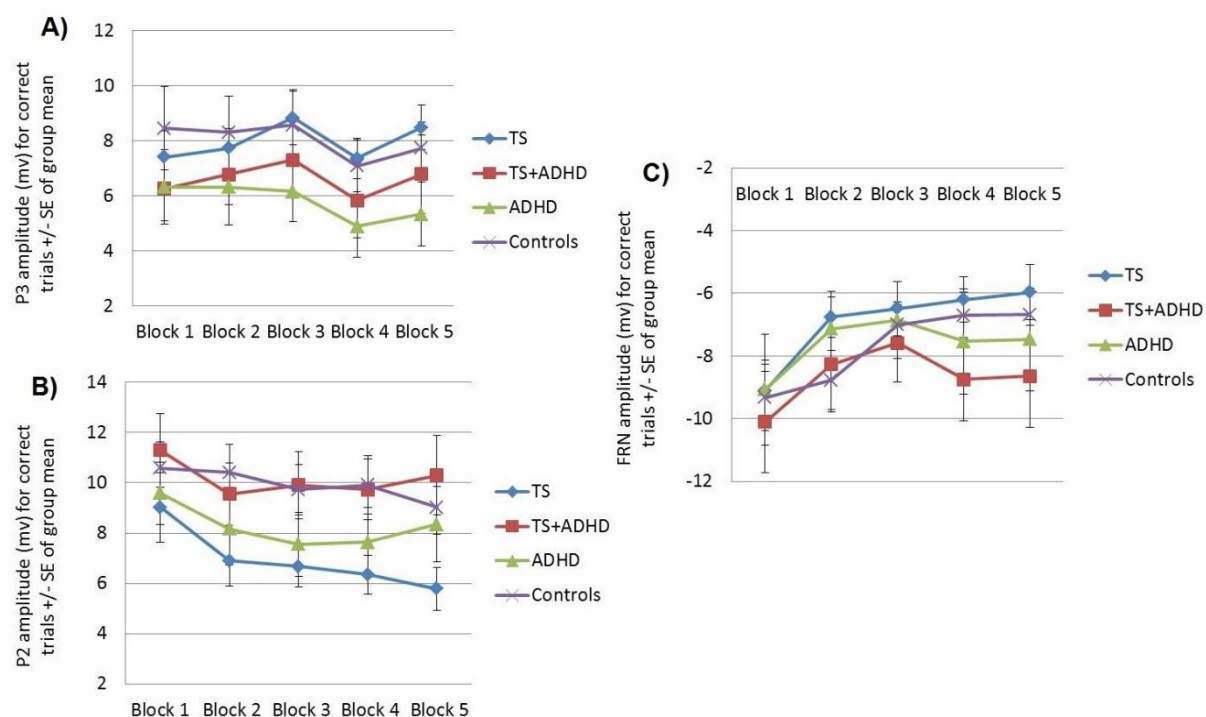 A)
P3 amplitude (mv) for correct
trials +/- SE of group mean
12
10
8
6
4
2
Block 1 Block 2 Block 3 Block 4 Block 5
TS
TS+ADHD
ADHD
Controls
B)
P2 amplitude (mv) for correct
trials +/- SE of group mean
14
12
10
8
6
4
2
Block 1 Block 2 Block 3 Block 4 Block 5
TS
TS+ADHD
ADHD
Controls
C)
FRN amplitude (mv) for correct
trials +/- SE of group mean
-2
-4
-6
-8
-10
-12
Block 1 Block 2 Block 3 Block 4 Block 5
TS
TS+ADHD
ADHD
Controls